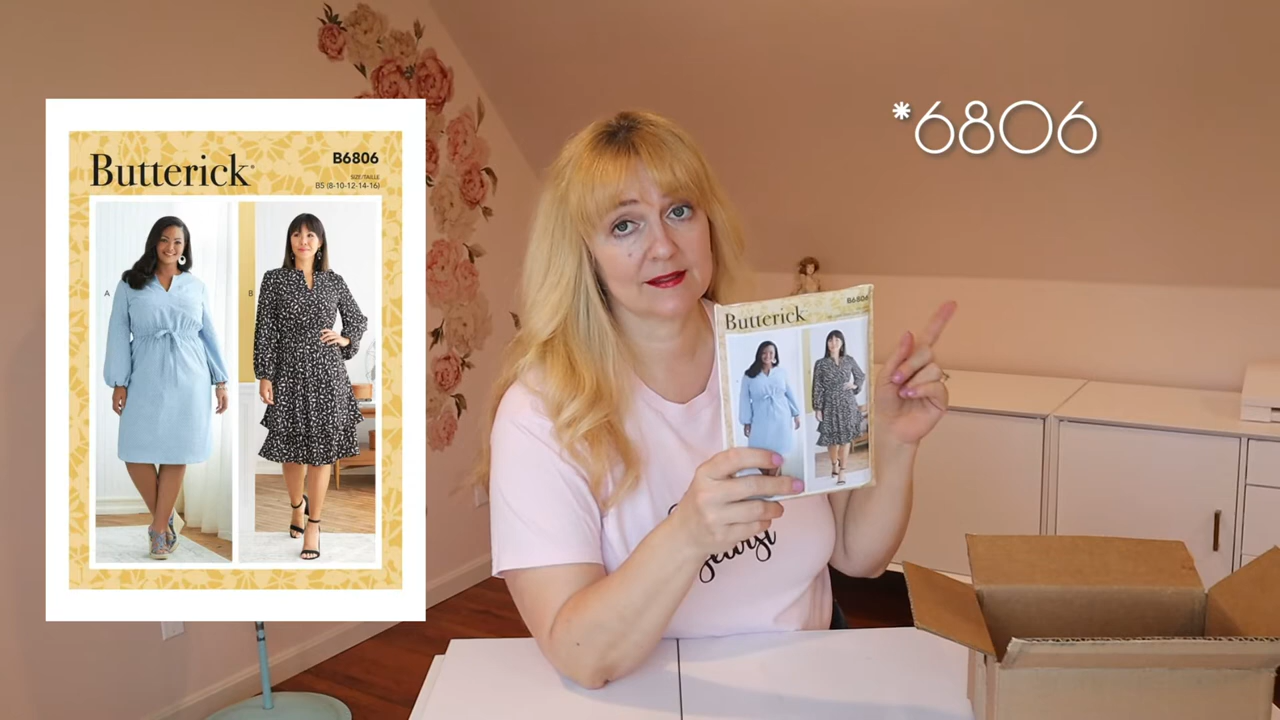 *6806
Butterick®
B6806
SIZE/TAILLE
B5 (8-10-12-14-16)
A
B
Butterick
B6806